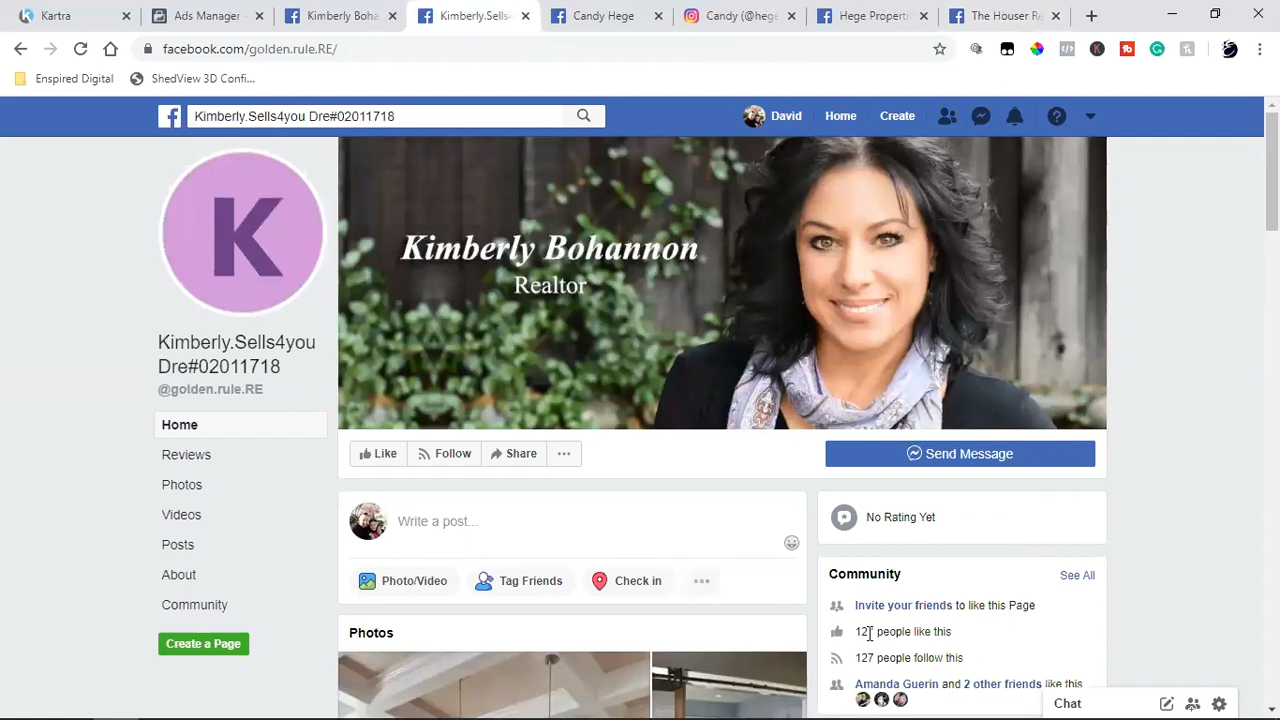 Kartra
Ads Manager
Kimberly Boha
Kimberly.Sells
Candy Hege
Candy (@hege
Hege Properti
The Houser Re
facebook.com/golden.rule.RE/
Enspired Digital
ShedView 3D Confi...
Kimberly.Sells4you Dre#02011718
David
Home
Create
K
Kimberly Bohannon
Realtor
Kimberly.Sells4you
Dre#02011718
@golden.rule.RE
Home
Reviews
Photos
Videos
Posts
About
Community
Create a Page
Like
Follow
Share
Send Message
Write a post...
Photo/Video
Tag Friends
Check in
Photos
No Rating Yet
Community
See All
Invite your friends to like this Page
people like this
127 people follow this
Amanda Guerin and 2 other friends like this
Chat